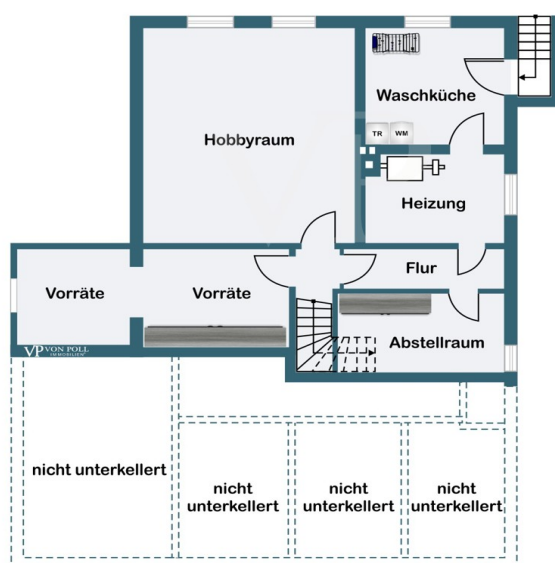 Waschküche
TR WM
Hobbyraum
Heizung
Flur
Vorräte
Vorräte
Abstellraum
VP VON POLL
IMMOBILIEN
nicht unterkellert
nicht
unterkellert
nicht
unterkellert
nicht
unterkellert